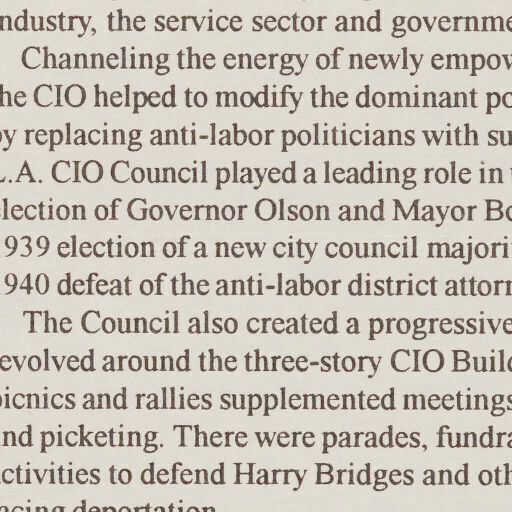 ndustry, the service sector and governme
Channeling the energy of newly empow
he CIO helped to modify the dominant po
by replacing anti-labor politicians with su
L.A. CIO Council played a leading role in
lection of Governor Olson and Mayor Bo
939 election of a new city council majori
940 defeat of the anti-labor district attorn
The Council also created a progressive
evolved around the three-story CIO Build
picnics and rallies supplemented meetings
nd picketing. There were parades, fundra
ctivities to defend Harry Bridges and oth
acing deportation.